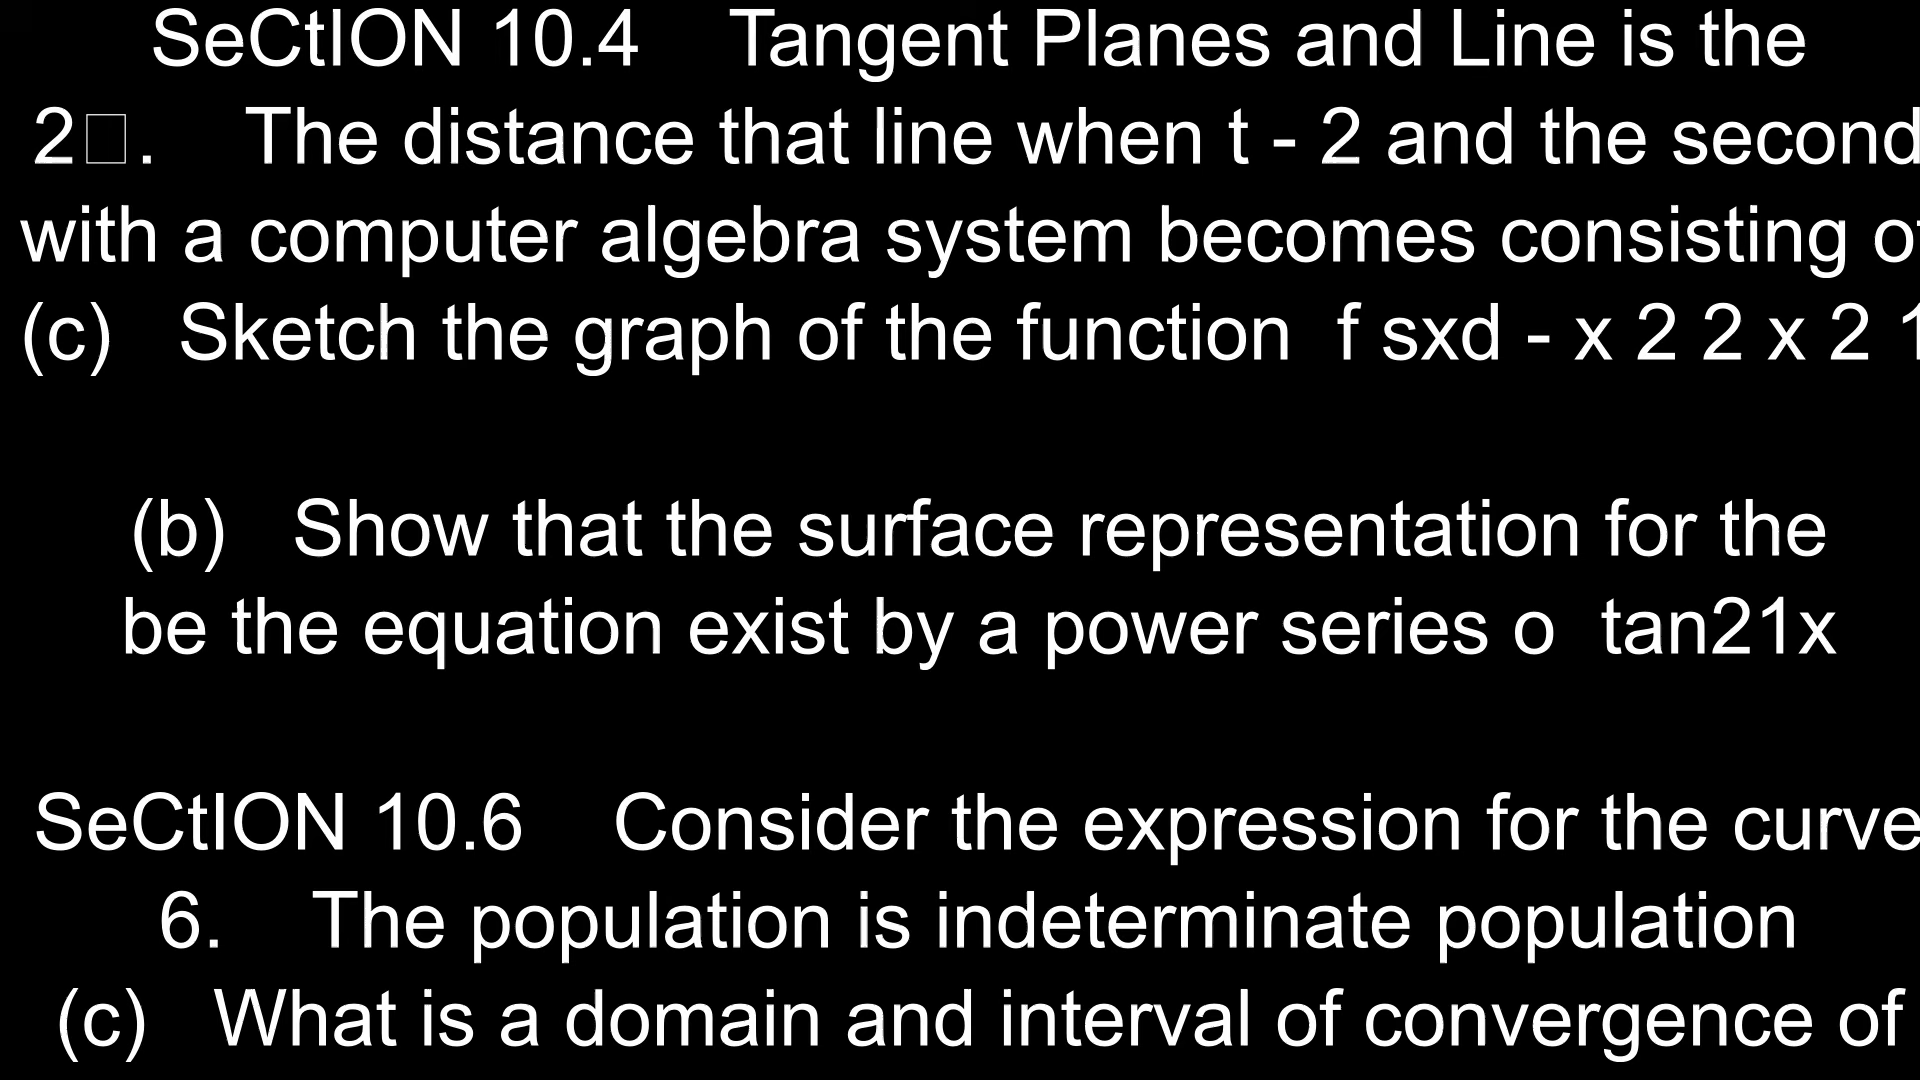 SeCtION 10.4 Tangent Planes and Line is the
2□. The distance that line when t - 2 and the second
with a computer algebra system becomes consisting of
(c) Sketch the graph of the function f sxd - x 2 2 x 2 1
(b) Show that the surface representation for the
be the equation exist by a power series o tan21x
SeCtION 10.6 Consider the expression for the curve
6. The population is indeterminate population
(c) What is a domain and interval of convergence of